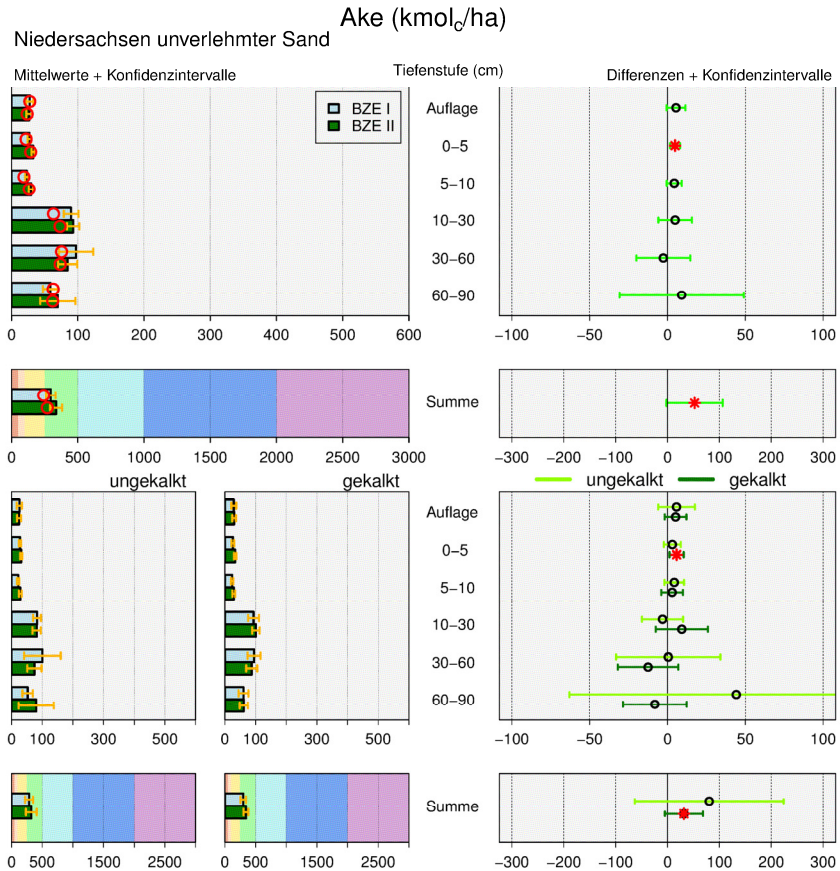 Ake (kmolc/ha)
Niedersachsen unverlehmter Sand
Mittelwerte + Konfidenzintervalle
Tiefenstufe (cm)
Differenzen + Konfidenzintervalle
BZE I
BZE II
Auflage
0−5
5−10
10−30
30−60
60−90
0 100 200 300 400 500 600
−100 −50 0 50 100
Summe
0 500 1000 1500 2000 2500 3000
−300 −200 −100 0 100 200 300
ungekalkt
gekalkt
ungekalkt gekalkt
Auflage
0−5
5−10
10−30
30−60
60−90
0 100 300 500
0 100 300 500
−100 −50 0 50 100
Summe
0 500 1500 2500
0 500 1500 2500
−300 −200 −100 0 100 200 300